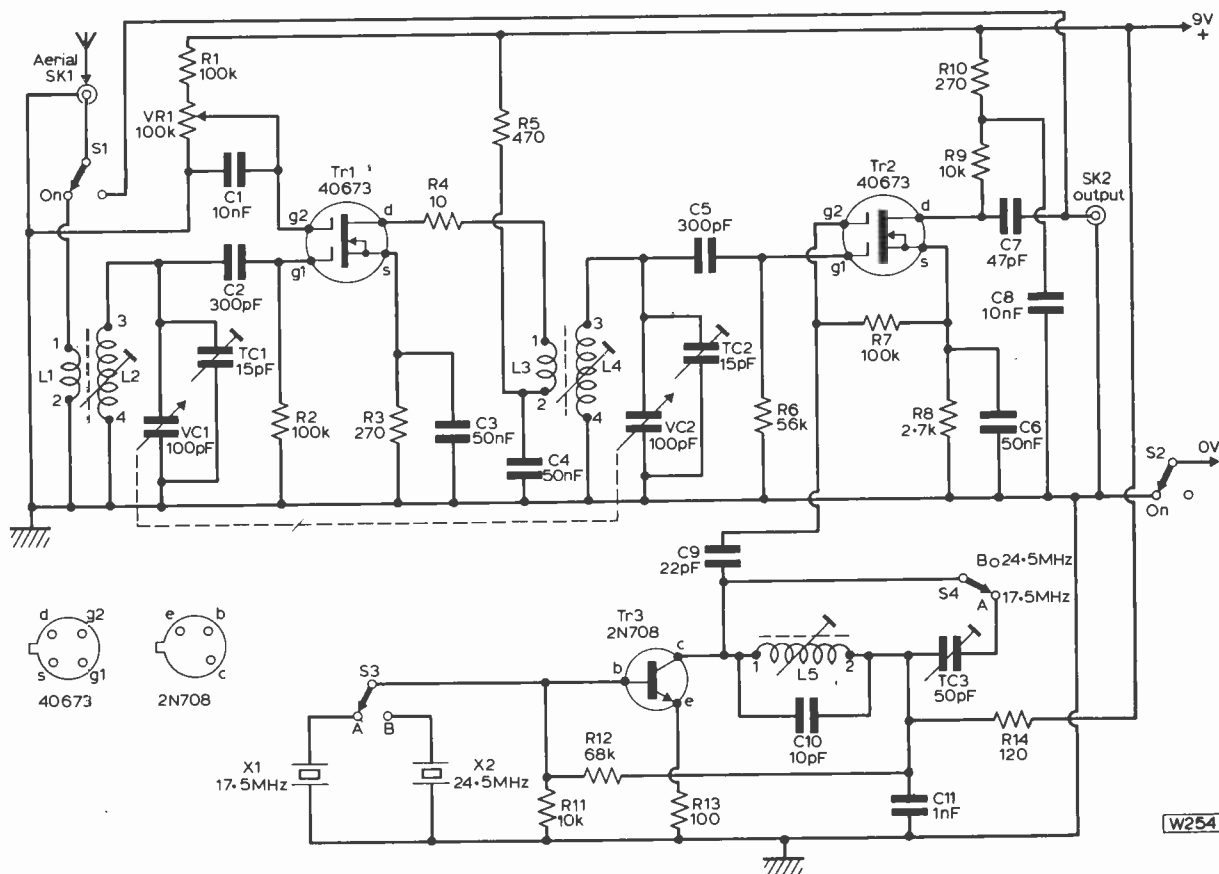 9V
+
Aerial
SK1
R1
100k
VR1
100k
S1
On
C1
10nF
Tr1
40673
g2
d
g1
s
R4
10
C2
300pF
R5
470
C5
300pF
Tr2
40673
g2
d
g1
s
R10
270
R9
10k
C7
47pF
SK2
output
C8
10nF
1
L1
2
3
L2
4
TC1
15pF
VC1
100pF
R2
100k
R3
270
C3
50nF
C4
50nF
1
L3
2
3
L4
4
TC2
15pF
VC2
100pF
R6
56k
R7
100k
R8
2·7k
C6
50nF
S2
0V
On
C9
22pF
B 24·5MHz
S4
A
17·5MHz
d
g2
s
g1
40673
e
b
c
2N708
Tr3
2N708
c
b
e
1
2
L5
TC3
50pF
C10
10pF
R14
120
S3
A
B
X1
17·5MHz
X2
24·5MHz
R12
68k
R11
10k
R13
100
C11
1nF
W254